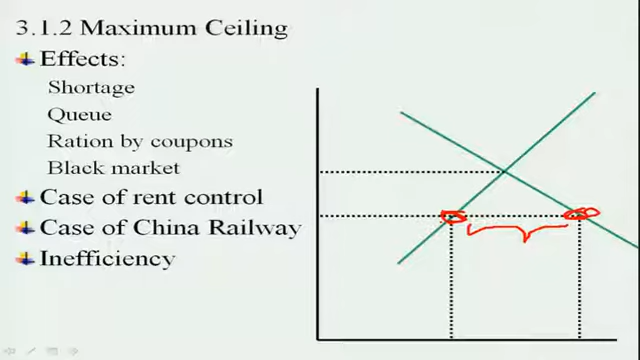 3.1.2 Maximum Ceiling
Effects:
Shortage
Queue
Ration by coupons
Black market
Case of rent control
Case of China Railway
Inefficiency